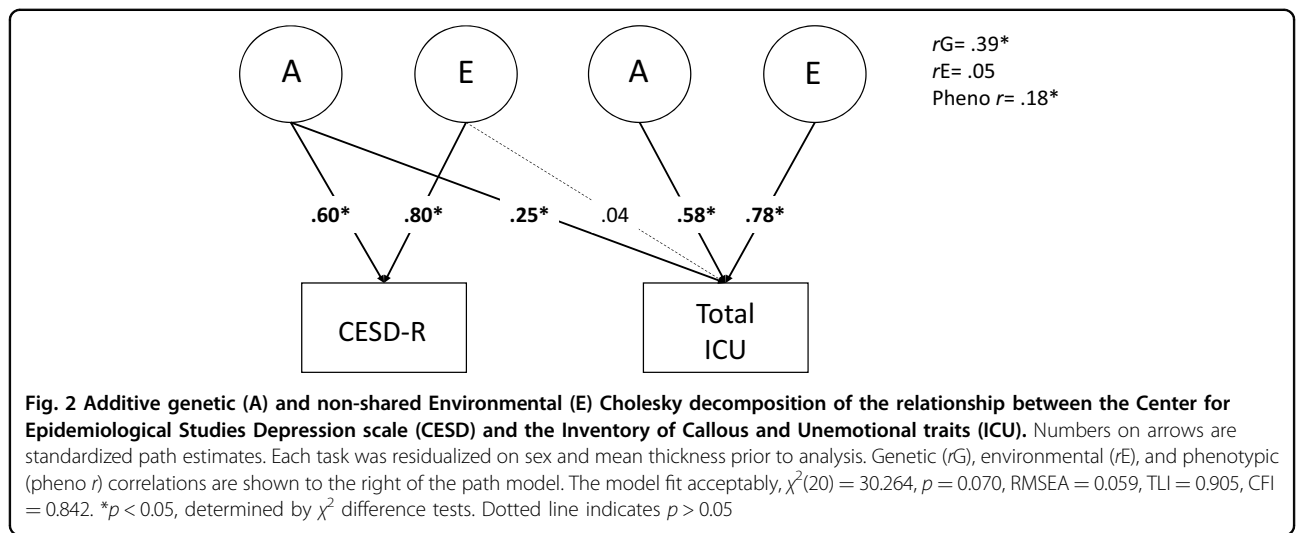 A E A E
rG= .39*
rE= .05
Pheno r= .18*
.60* .80* .25* .04 .58* .78*
CESD-R
Total
ICU
Fig. 2 Additive genetic (A) and non-shared Environmental (E) Cholesky decomposition of the relationship between the Center for
Epidemiological Studies Depression scale (CESD) and the Inventory of Callous and Unemotional traits (ICU). Numbers on arrows are
standardized path estimates. Each task was residualized on sex and mean thickness prior to analysis. Genetic (rG), environmental (rE), and phenotypic
(pheno r) correlations are shown to the right of the path model. The model fit acceptably, χ²(20) = 30.264, p = 0.070, RMSEA = 0.059, TLI = 0.905, CFI
= 0.842. *p < 0.05, determined by χ² difference tests. Dotted line indicates p > 0.05